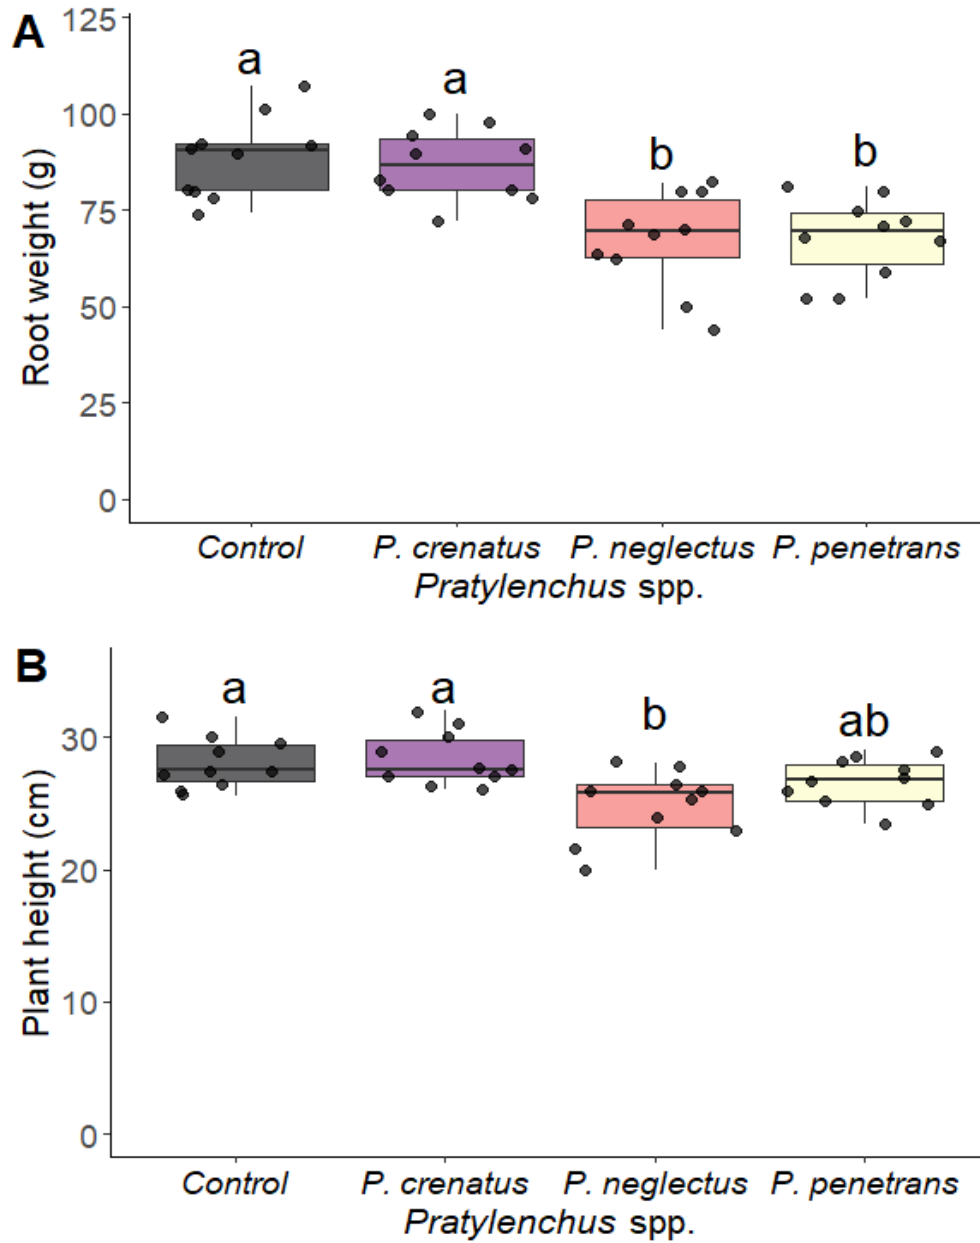 A
125
100
75
50
25
0
Root weight (g)
a
a
b
b
Control P. crenatus P. neglectus P. penetrans
Pratylenchus spp.
B
30
20
10
0
Plant height (cm)
a
a
b
ab
Control P. crenatus P. neglectus P. penetrans
Pratylenchus spp.